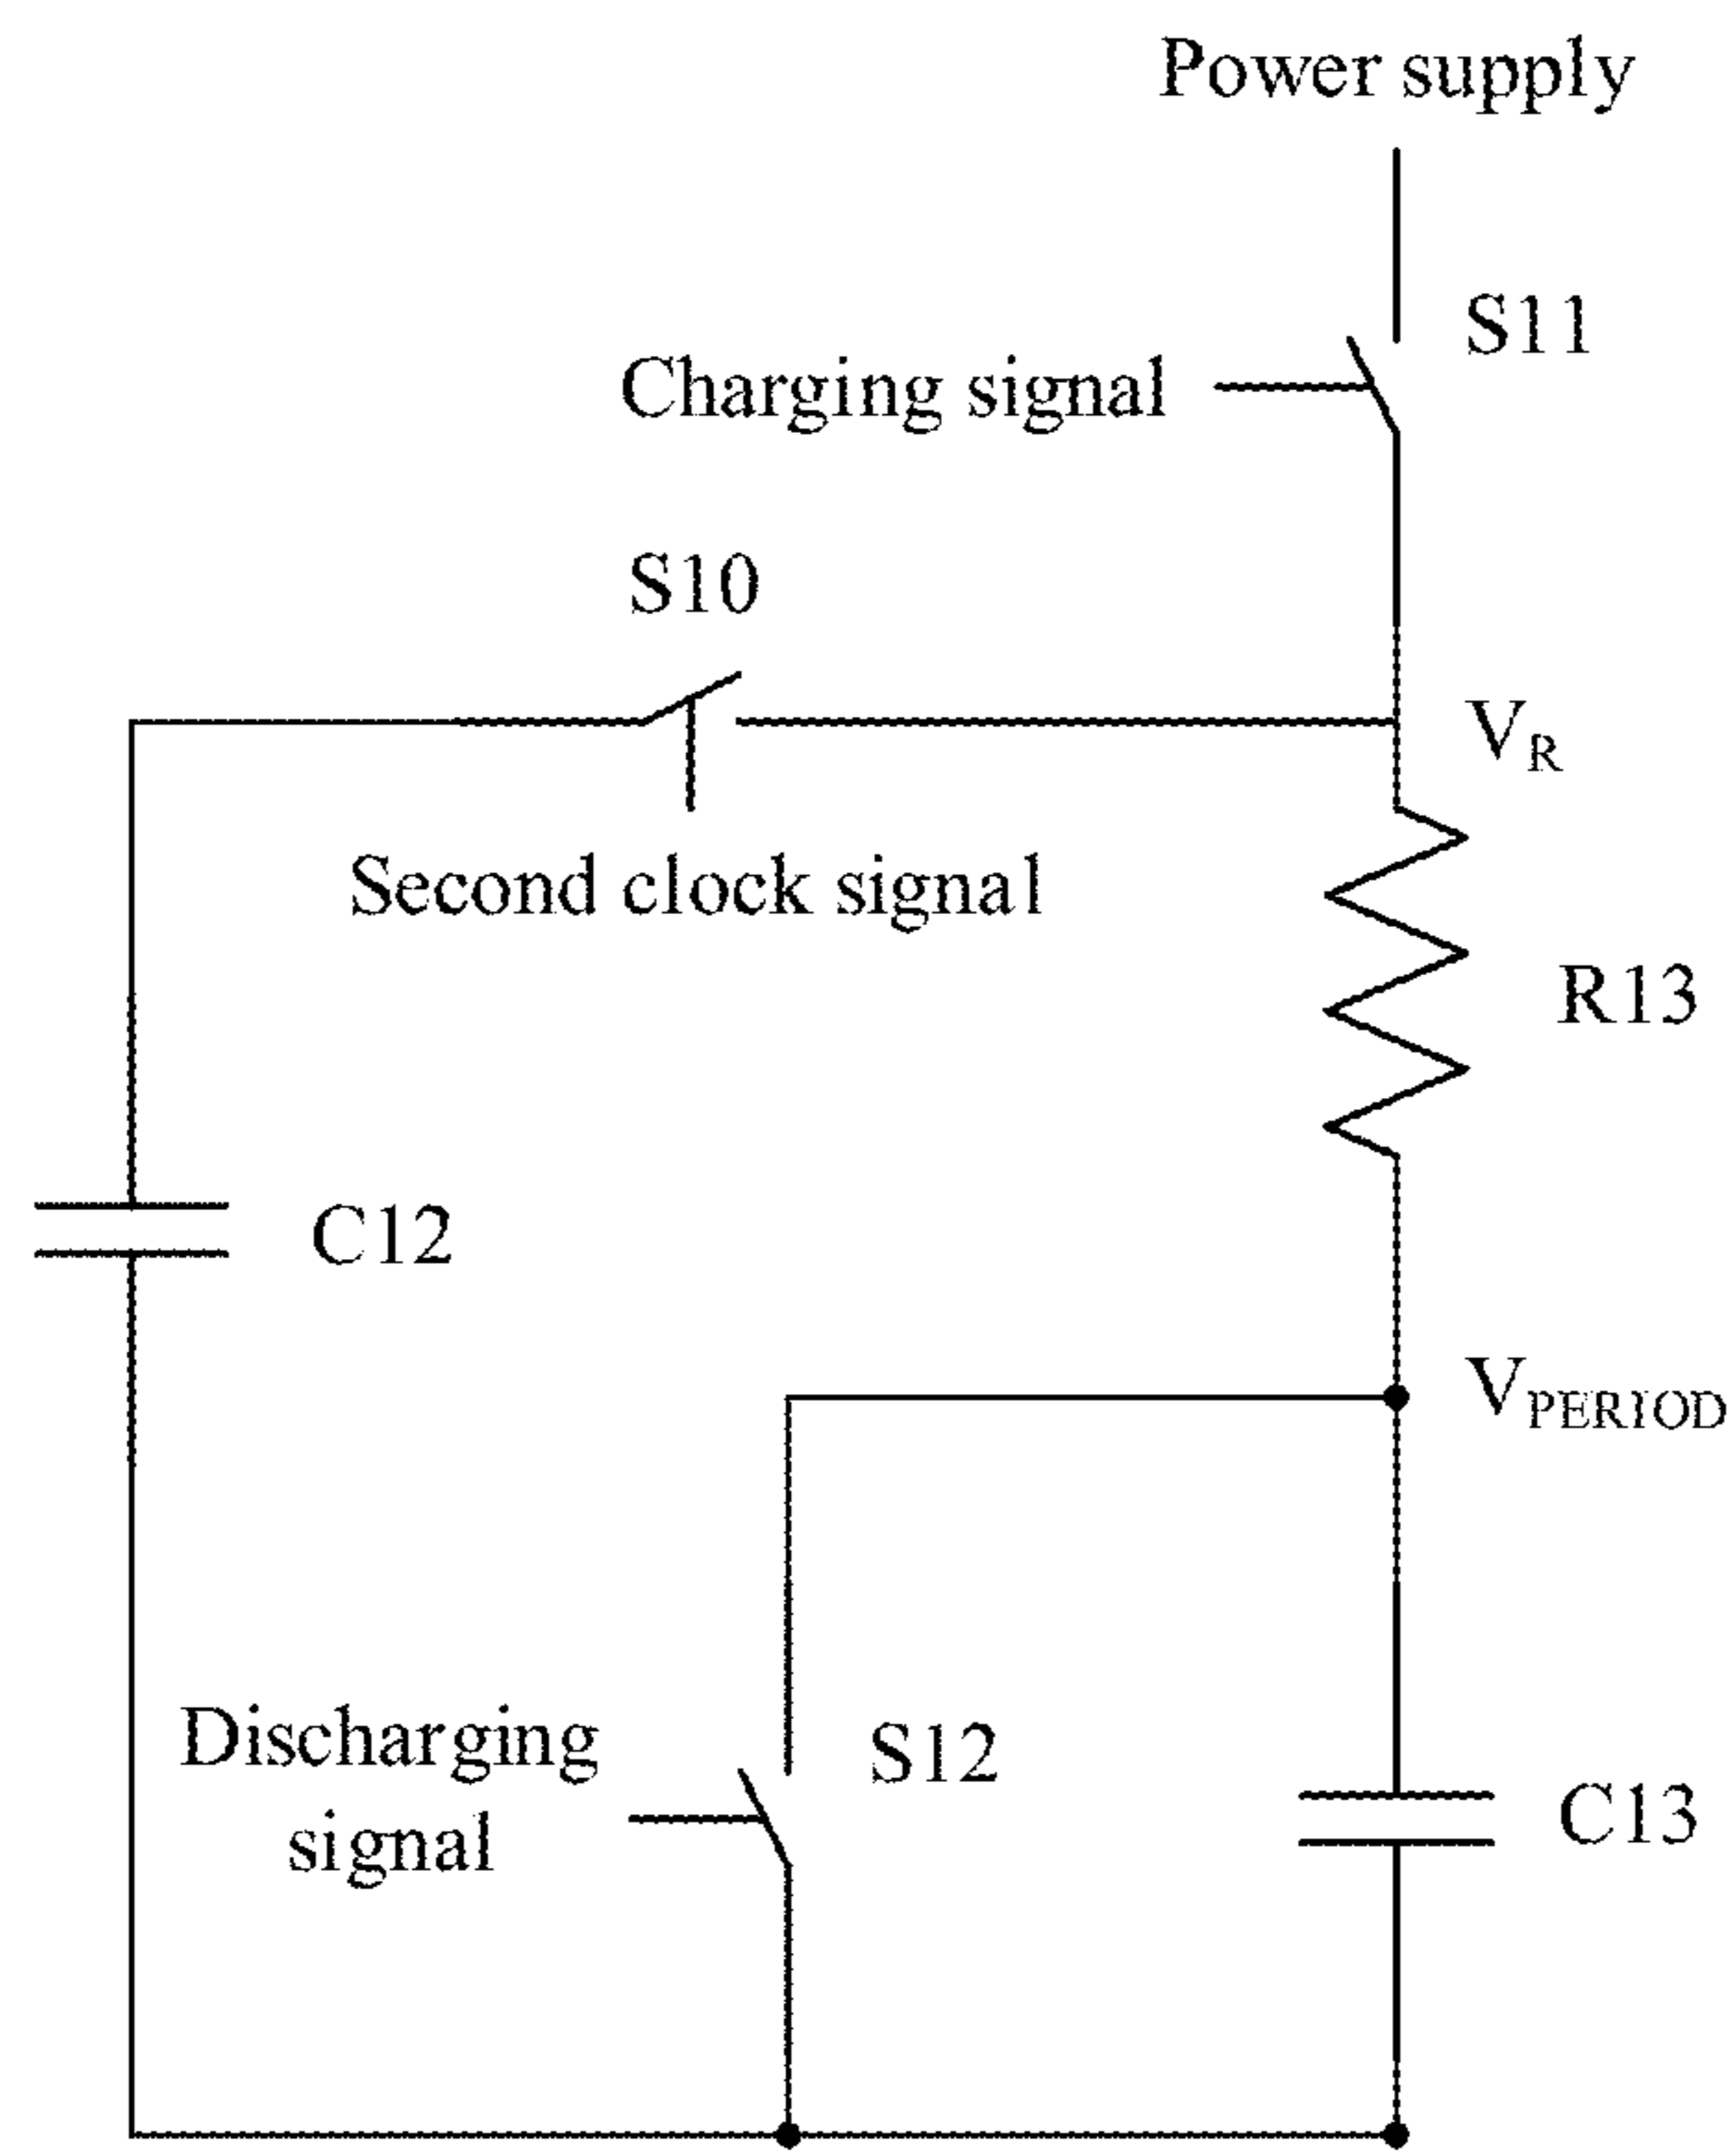 Power supply
S11
Charging signal
S10
V_R
Second clock signal
R13
C12
V_PERIOD
Discharging
signal
S12
C13